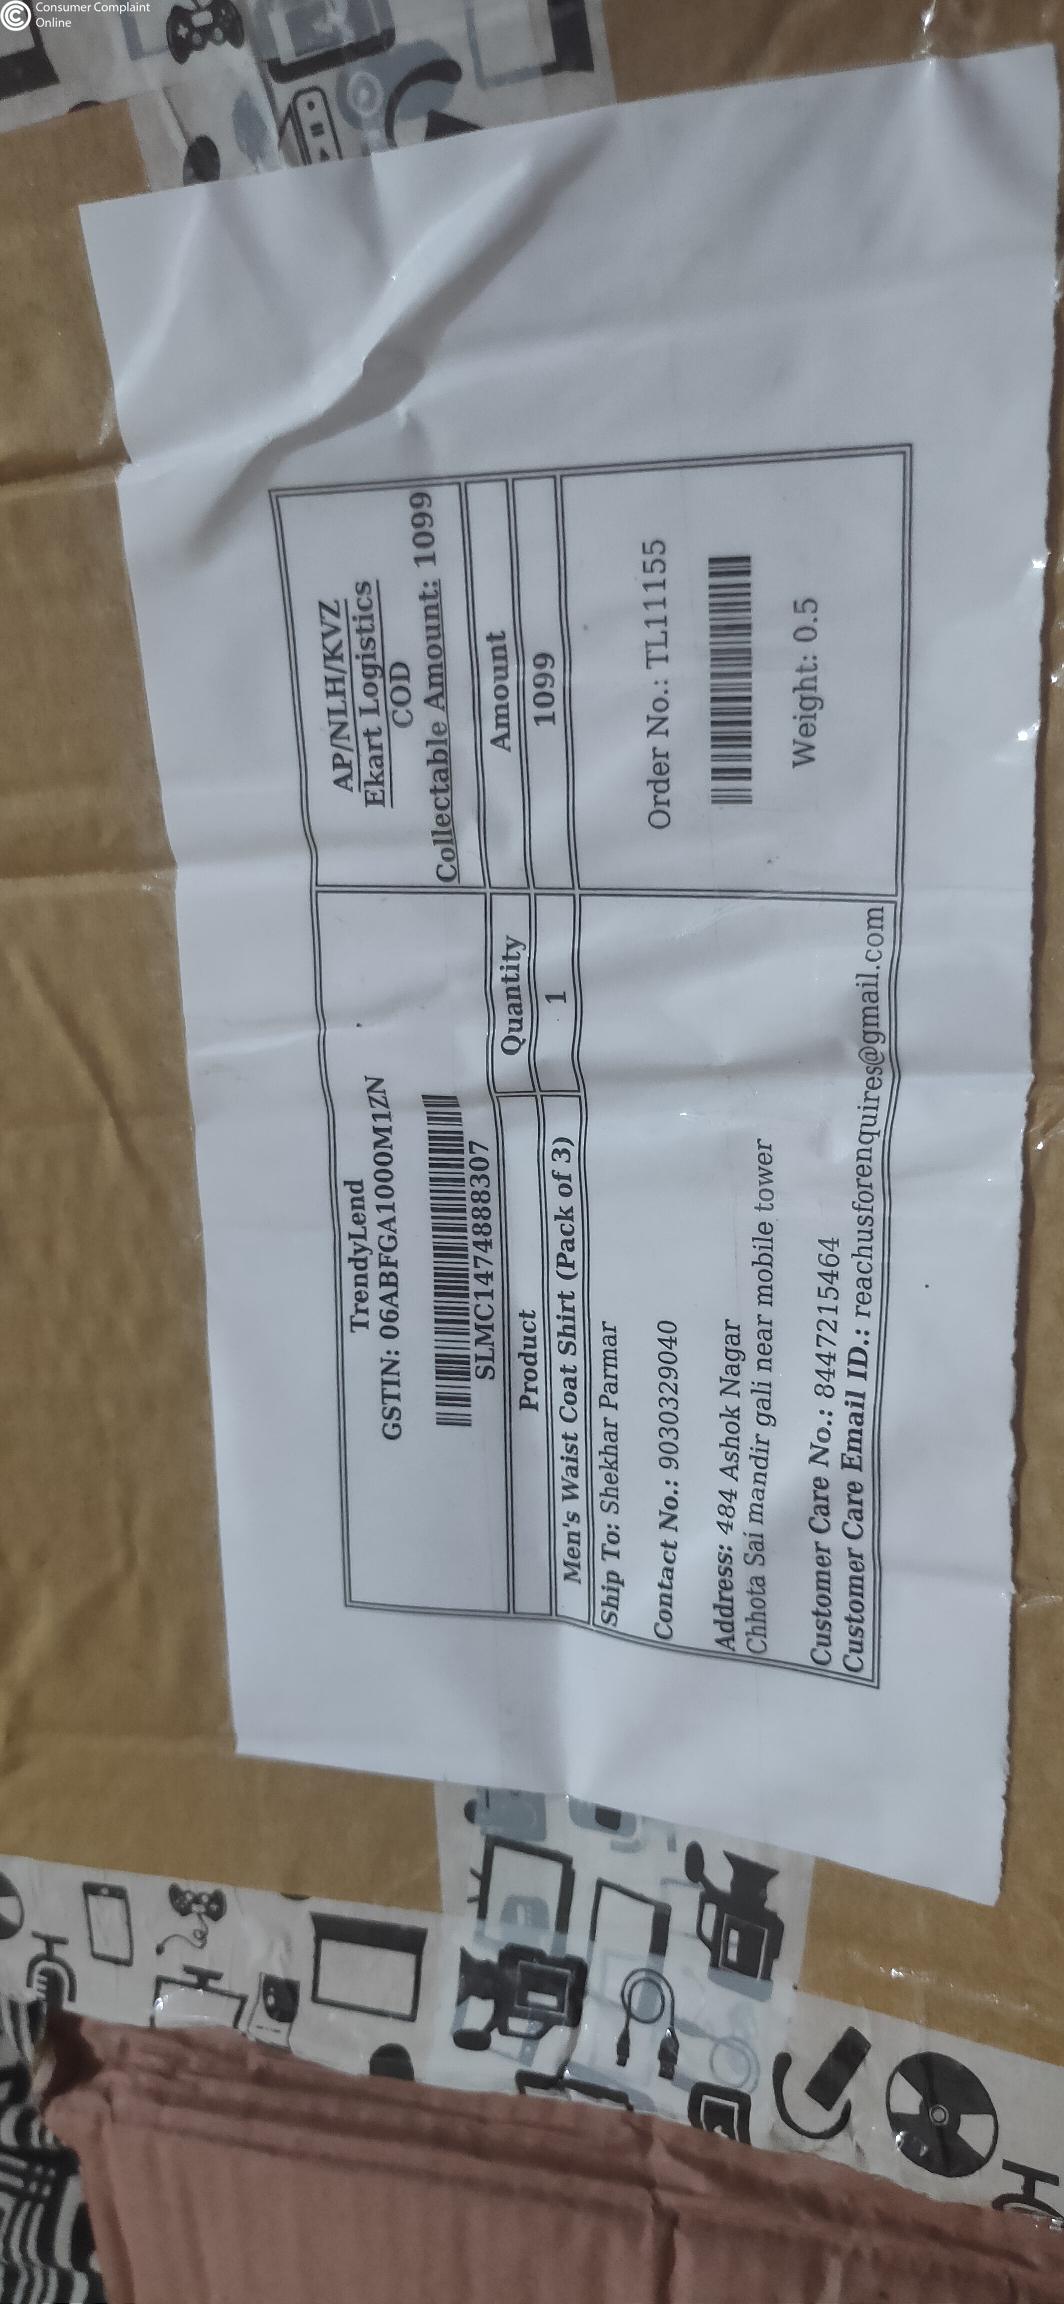 Consumer Complaint
Online
TrendyLend
GSTIN: 06ABFGA1000M1ZN
SLMC1474888307
AP/NLH/KVZ
Ekart Logistics
COD
Collectable Amount: 1099
Product Quantity Amount
Men's Waist Coat Shirt (Pack of 3) 1 1099
Ship To: Shekhar Parmar
Contact No.: 9030329040
Address: 484 Ashok Nagar
Chhota Sai mandir gali near mobile tower
Customer Care No.: 8447215464
Customer Care Email ID.: reachusforenquires@gmail.com
Order No.: TL11155
Weight: 0.5